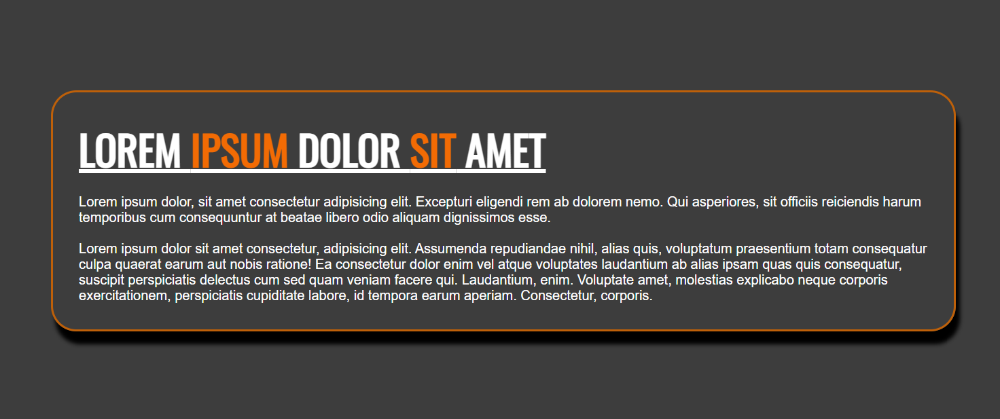 LOREM IPSUM DOLOR SIT AMET
Lorem ipsum dolor, sit amet consectetur adipisicing elit. Excepturi eligendi rem ab dolorem nemo. Qui asperiores, sit officiis reiciendis harum
temporibus cum consequuntur at beatae libero odio aliquam dignissimos esse.
Lorem ipsum dolor sit amet consectetur, adipisicing elit. Assumenda repudiandae nihil, alias quis, voluptatum praesentium totam consequatur
culpa quaerat earum aut nobis ratione! Ea consectetur dolor enim vel atque voluptates laudantium ab alias ipsam quas quis consequatur,
suscipit perspiciatis delectus cum sed quam veniam facere qui. Laudantium, enim. Voluptate amet, molestias explicabo neque corporis
exercitationem, perspiciatis cupiditate labore, id tempora earum aperiam. Consectetur, corporis.